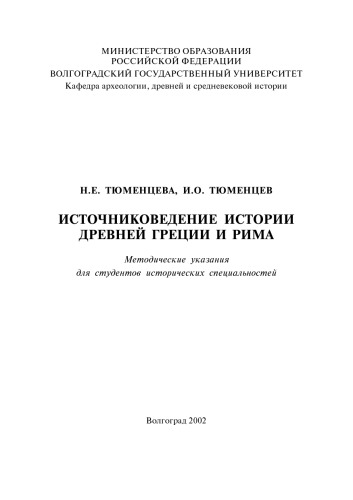 МИНИСТЕРСТВО ОБРАЗОВАНИЯ
РОССИЙСКОЙ ФЕДЕРАЦИИ
ВОЛГОГРАДСКИЙ ГОСУДАРСТВЕННЫЙ УНИВЕРСИТЕТ
Кафедра археологии, древней и средневековой истории
Н.Е. ТЮМЕНЦЕВА, И.О. ТЮМЕНЦЕВ
ИСТОЧНИКОВЕДЕНИЕ ИСТОРИИ
ДРЕВНЕЙ ГРЕЦИИ И РИМА
Методические указания
для студентов исторических специальностей
Волгоград 2002